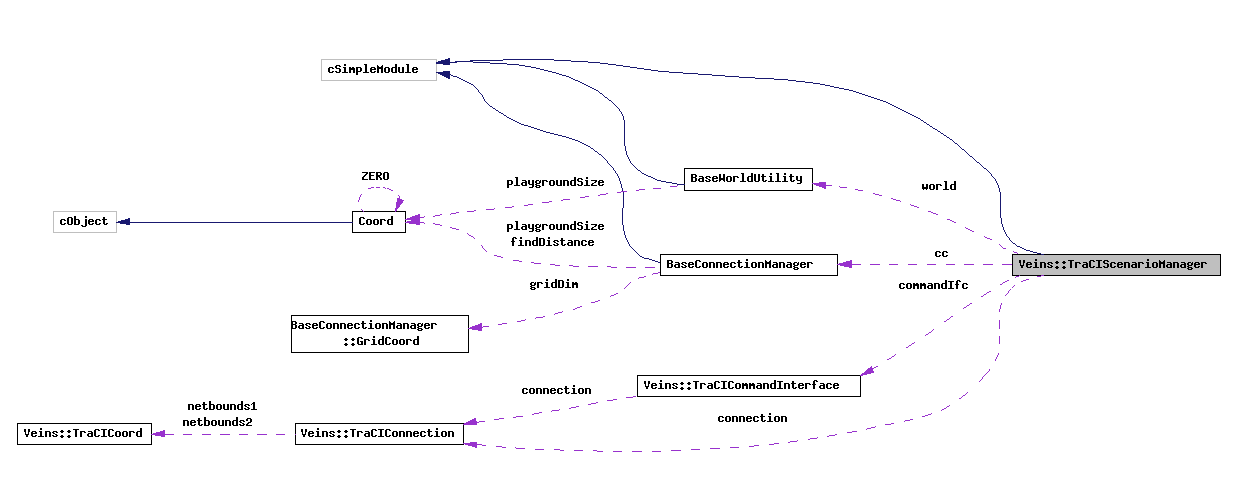 cSimpleModule
ZERO
playgroundSize
BaseWorldUtility
world
cObject
Coord
playgroundSize
findDistance
cc
BaseConnectionManager
Veins::TraCIScenarioManager
gridDim
commandIfc
BaseConnectionManager
::GridCoord
connection
Veins::TraCICommandInterface
netbounds1
netbounds2
connection
Veins::TraCICoord
Veins::TraCIConnection